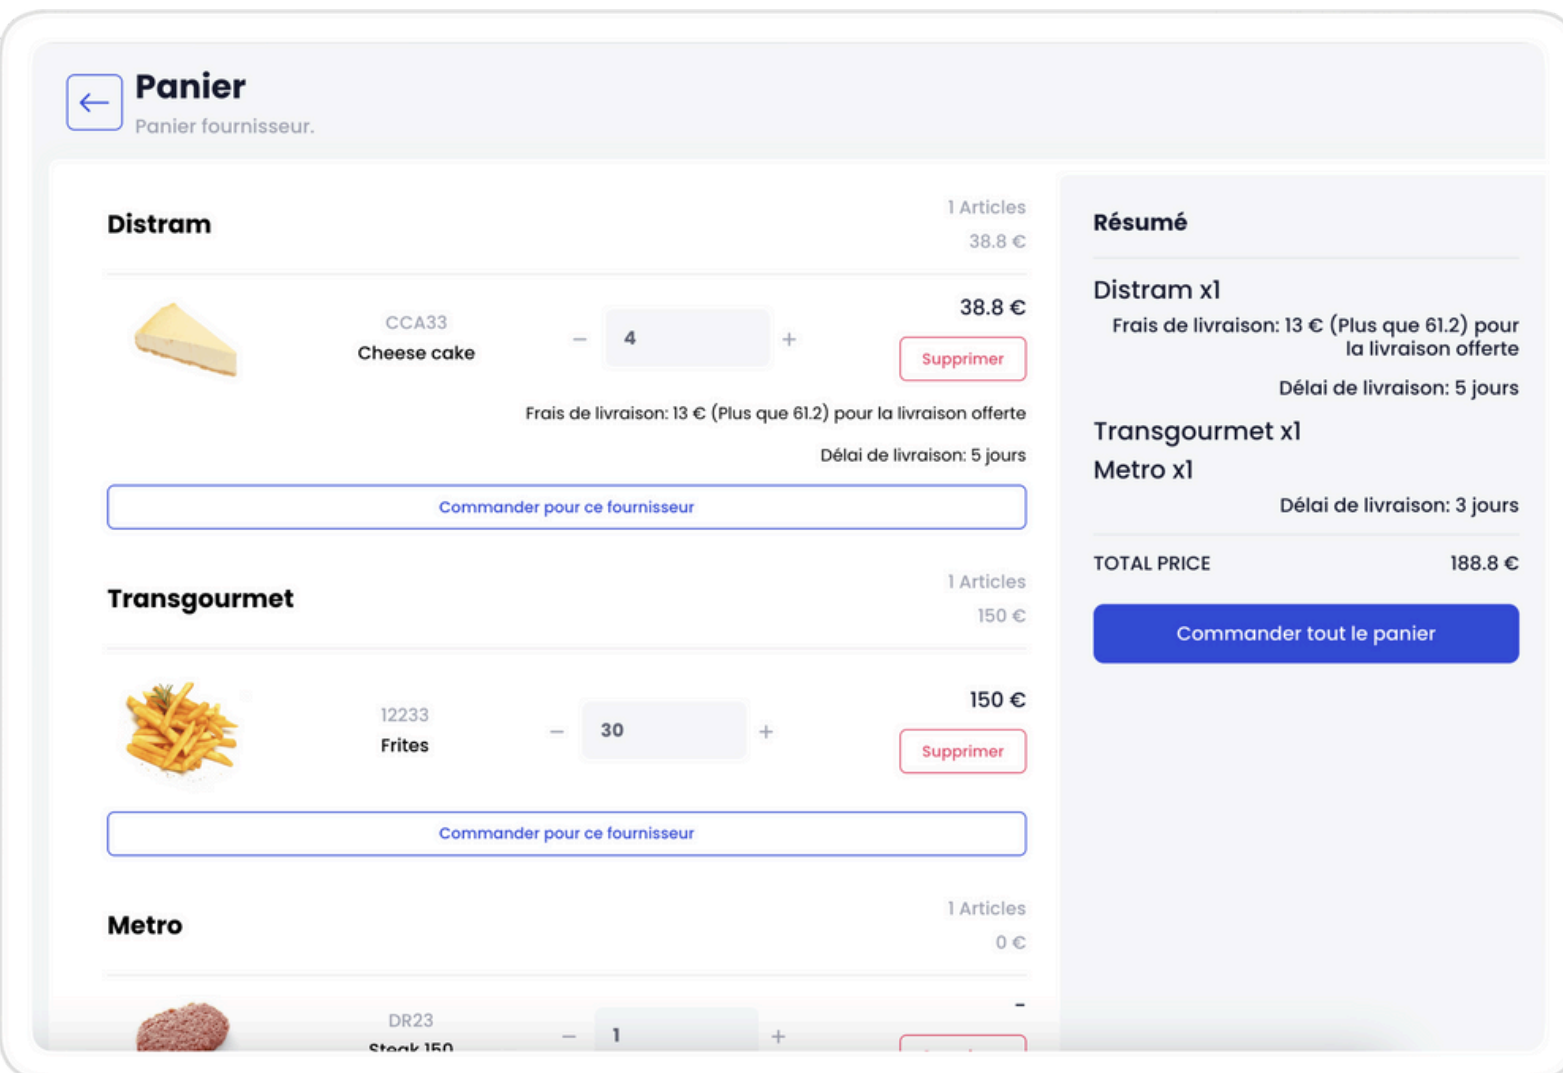 Panier
Panier fournisseur.
Distram
1 Articles
38.8 €
CCA33
Cheese cake
−
4
+
38.8 €
Supprimer
Frais de livraison: 13 € (Plus que 61.2) pour la livraison offerte
Délai de livraison: 5 jours
Commander pour ce fournisseur
Transgourmet
1 Articles
150 €
12233
Frites
−
30
+
150 €
Supprimer
Commander pour ce fournisseur
Metro
1 Articles
0 €
DR23
Steak 150
−
1
+
-
Résumé
Distram x1
Frais de livraison: 13 € (Plus que 61.2) pour
la livraison offerte
Délai de livraison: 5 jours
Transgourmet x1
Metro x1
Délai de livraison: 3 jours
TOTAL PRICE 188.8 €
Commander tout le panier